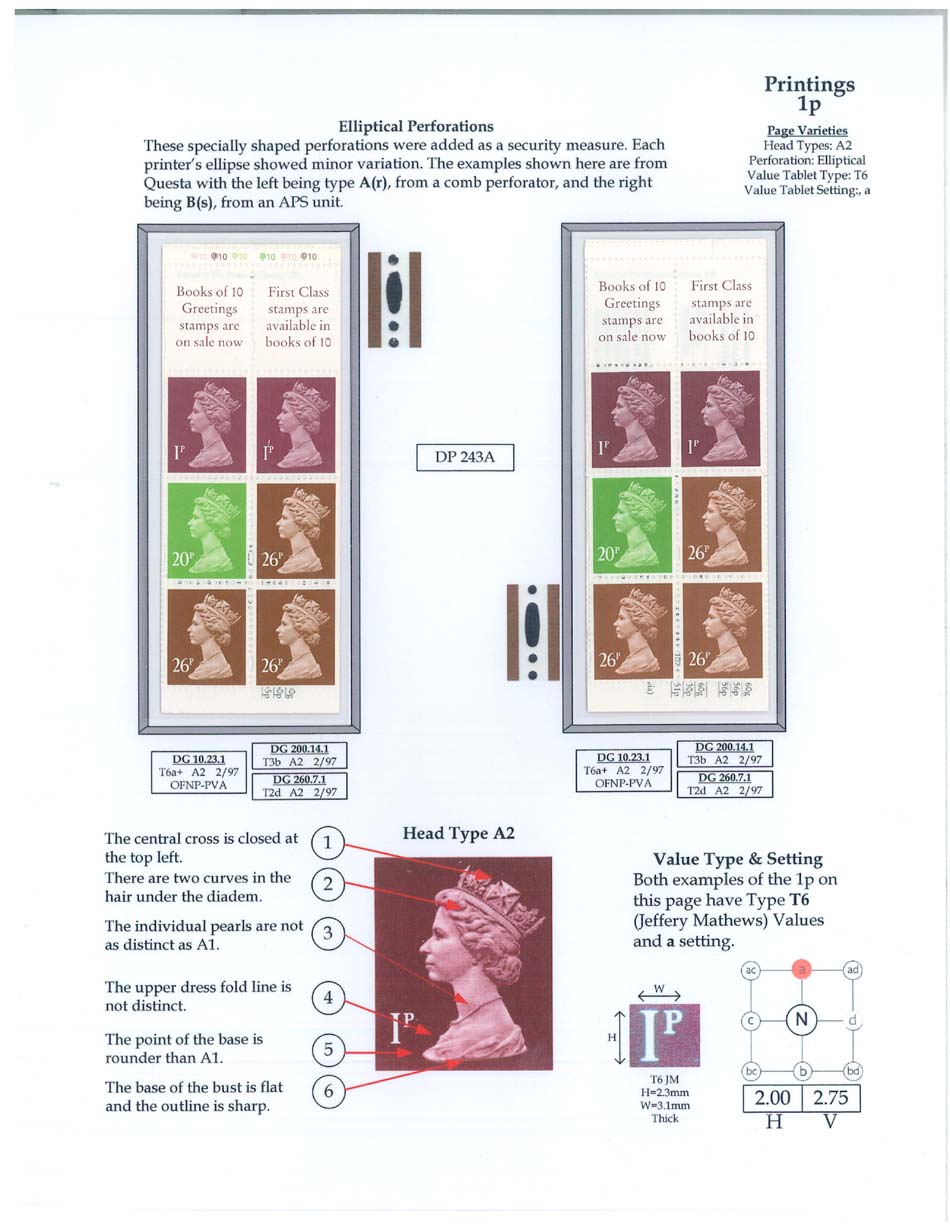 Printings
1p
Page Varieties
Head Types: A2
Perforation: Elliptical
Value Tablet Type: T6
Value Tablet Setting:, a
Elliptical Perforations
These specially shaped perforations were added as a security measure. Each
printer's ellipse showed minor variation. The examples shown here are from
Questa with the left being type A(r), from a comb perforator, and the right
being B(s), from an APS unit.
10 10 10 10 10 10
Books of 10
Greetings
stamps are
on sale now
First Class
stamps are
available in
books of 10
1P
1P
20P
26P
26P
26P
DP 243A
Books of 10
Greetings
stamps are
on sale now
First Class
stamps are
available in
books of 10
1P
1P
20P
26P
26P
26P
51p
60g
56p
56p
60g
DG 10.23.1
T6a+ A2 2/97
OFNP-PVA
DG 200.14.1
T3b A2 2/97
DG 260.7.1
T2d A2 2/97
DG 10.23.1
T6a+ A2 2/97
OFNP-PVA
DG 200.14.1
T3b A2 2/97
DG 260.7.1
T2d A2 2/97
Head Type A2
The central cross is closed at
the top left.
1
There are two curves in the
hair under the diadem.
2
The individual pearls are not
as distinct as A1.
3
The upper dress fold line is
not distinct.
4
The point of the base is
rounder than A1.
5
The base of the bust is flat
and the outline is sharp.
6
1P
Value Type & Setting
Both examples of the 1p on
this page have Type T6
(Jeffery Mathews) Values
and a setting.
W
H
1P
T6 JM
H=2.3mm
W=3.1mm
Thick
ac a ad
c N d
bc b bd
2.00 2.75
H V